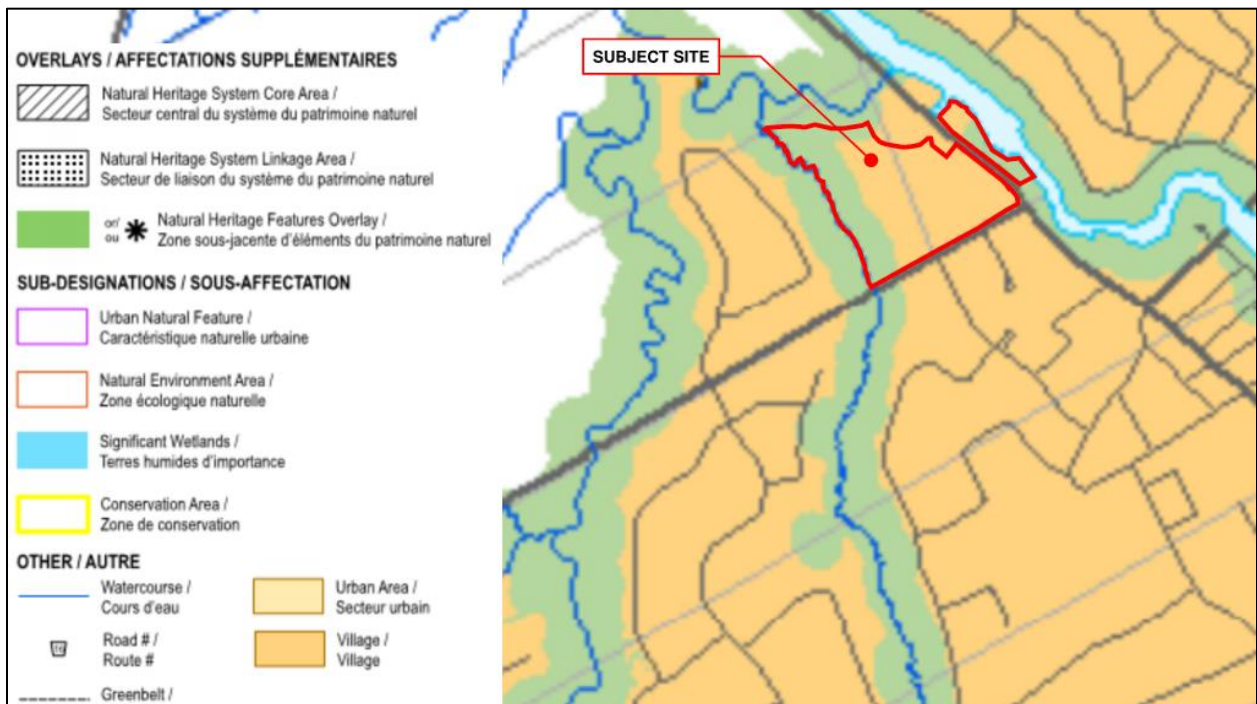 SUBJECT SITE
OVERLAYS / AFFECTATIONS SUPPLÉMENTAIRES
Natural Heritage System Core Area /
Secteur central du système du patrimoine naturel
Natural Heritage System Linkage Area /
Secteur de liaison du système du patrimoine naturel
or/ Natural Heritage Features Overlay /
ou Zone sous-jacente d'éléments du patrimoine naturel
SUB-DESIGNATIONS / SOUS-AFFECTATION
Urban Natural Feature /
Caractéristique naturelle urbaine
Natural Environment Area /
Zone écologique naturelle
Significant Wetlands /
Terres humides d'importance
Conservation Area /
Zone de conservation
OTHER / AUTRE
Watercourse /
Cours d'eau
Urban Area /
Secteur urbain
Road # /
Route #
Village /
Village
Greenbelt /